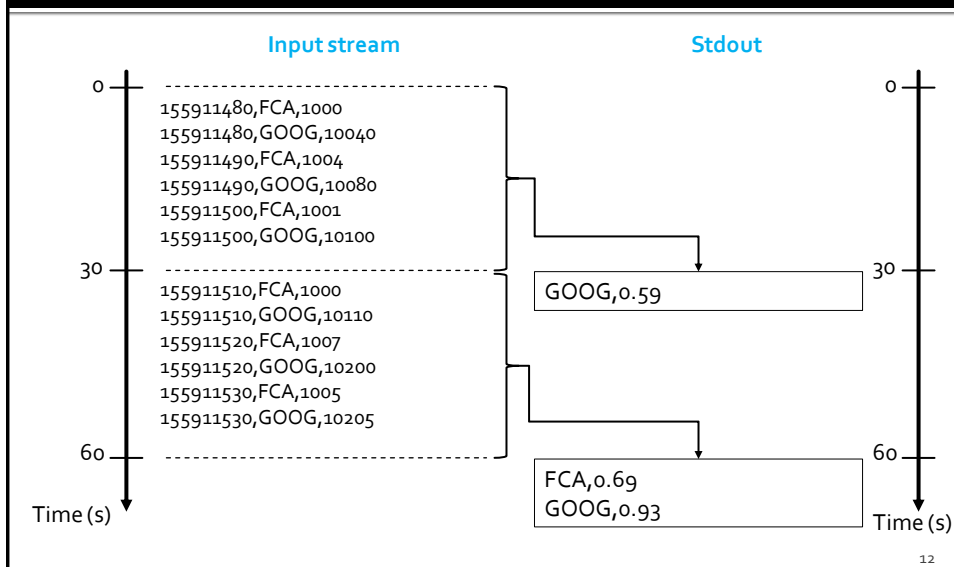 Input stream
Stdout
0
0
155911480,FCA,1000
155911480,GOOG,10040
155911490,FCA,1004
155911490,GOOG,10080
155911500,FCA,1001
155911500,GOOG,10100
30
30
GOOG,0.59
155911510,FCA,1000
155911510,GOOG,10110
155911520,FCA,1007
155911520,GOOG,10200
155911530,FCA,1005
155911530,GOOG,10205
60
60
FCA,0.69
GOOG,0.93
Time (s)
Time (s)
12